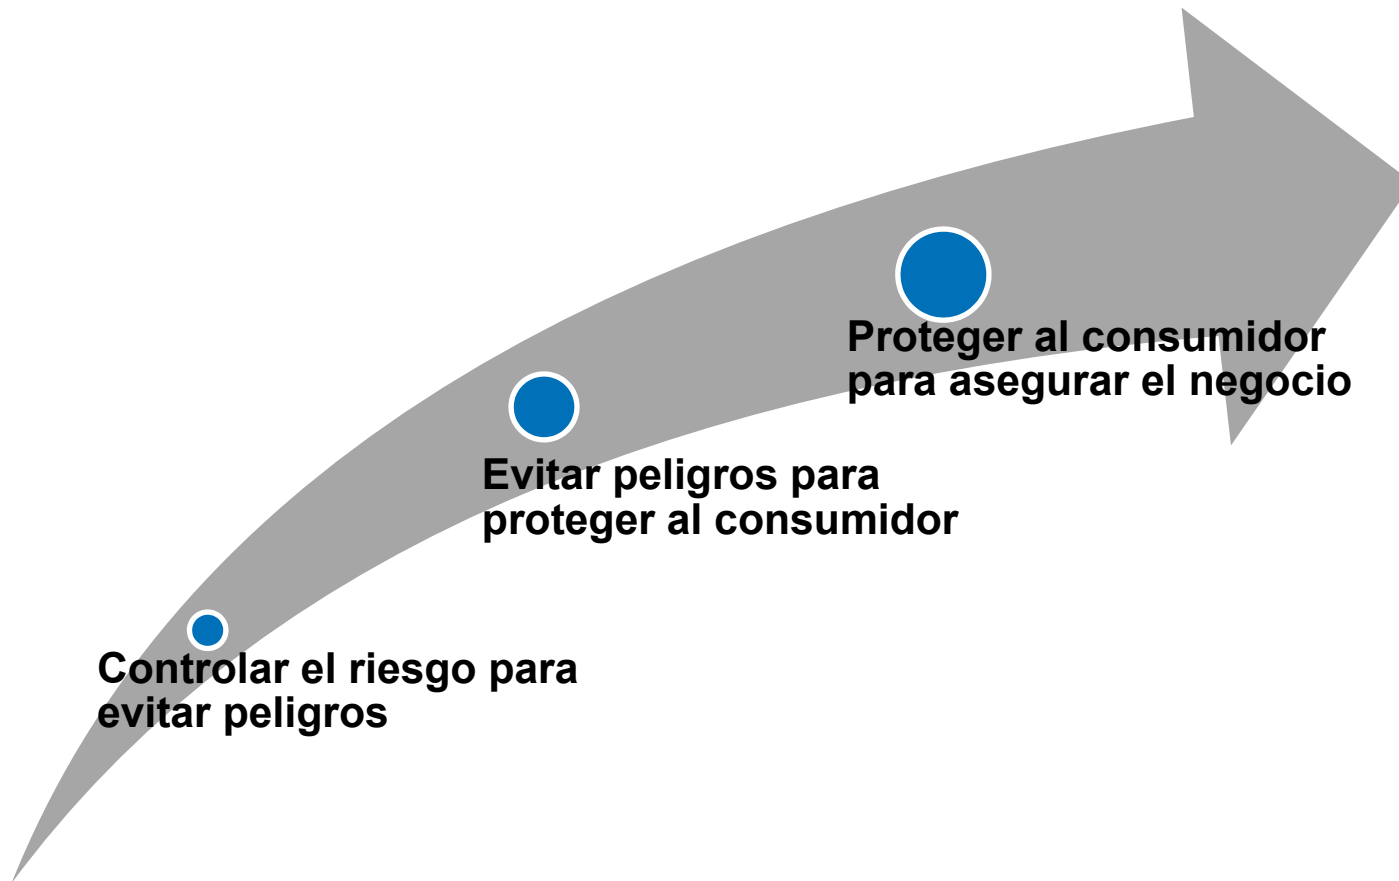 Proteger al consumidor
para asegurar el negocio
Evitar peligros para
proteger al consumidor
Controlar el riesgo para
evitar peligros